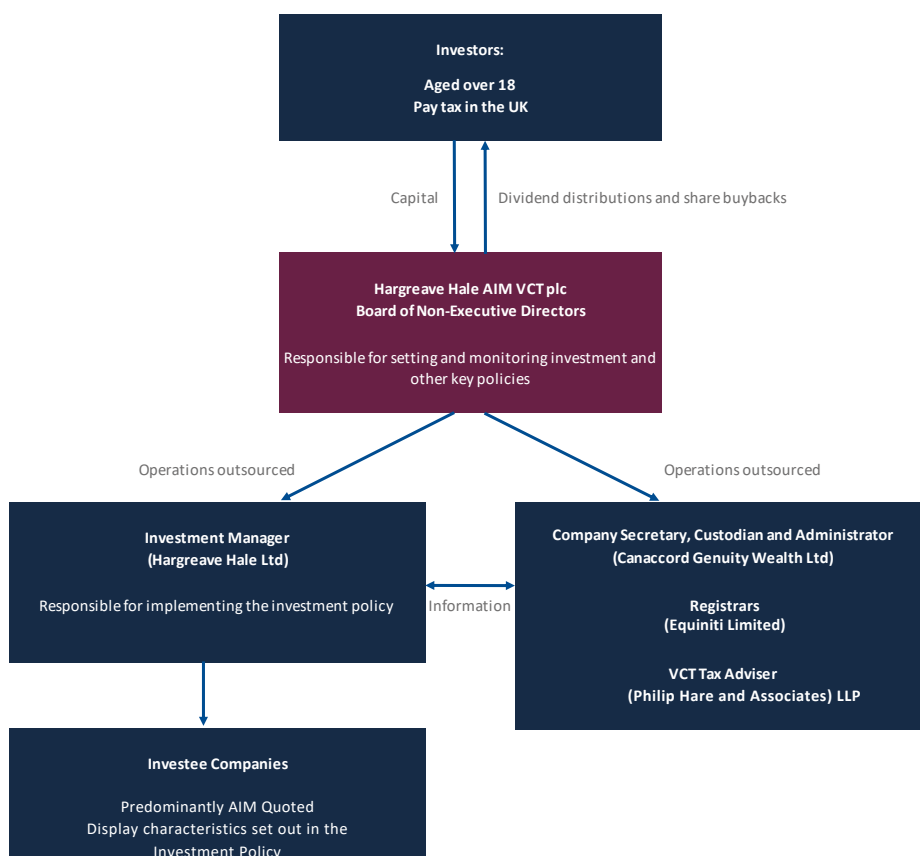 Investors:
Aged over 18
Pay tax in the UK
Capital
Dividend distributions and share buybacks
Hargreave Hale AIM VCT plc
Board of Non-Executive Directors
Responsible for setting and monitoring investment and
other key policies
Operations outsourced
Operations outsourced
Investment Manager
(Hargreave Hale Ltd)
Responsible for implementing the investment policy
Information
Company Secretary, Custodian and Administrator
(Canaccord Genuity Wealth Ltd)
Registrars
(Equiniti Limited)
VCT Tax Adviser
(Philip Hare and Associates) LLP
Investee Companies
Predominantly AIM Quoted
Display characteristics set out in the
Investment Policy